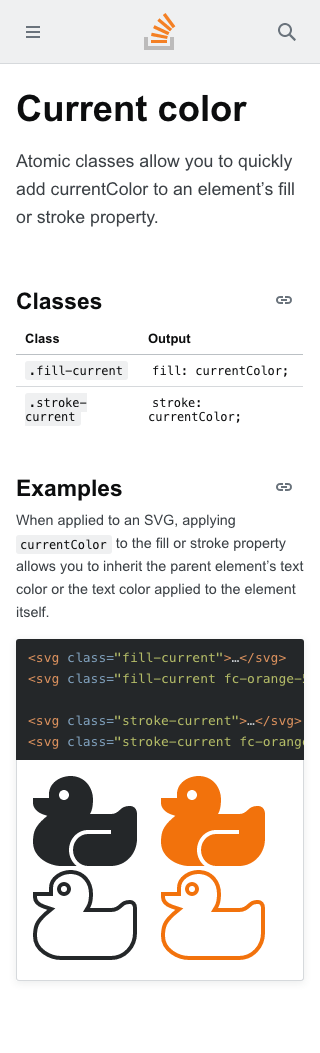 Current color
Atomic classes allow you to quickly
add currentColor to an element’s fill
or stroke property.
Classes
Class Output
.fill-current fill: currentColor;
.stroke-
current
stroke:
currentColor;
Examples
When applied to an SVG, applying
currentColor to the fill or stroke property
allows you to inherit the parent element’s text
color or the text color applied to the element
itself.
<svg class="fill-current">…</svg>
<svg class="fill-current fc-orange-
<svg class="stroke-current">…</svg>
<svg class="stroke-current fc-orang